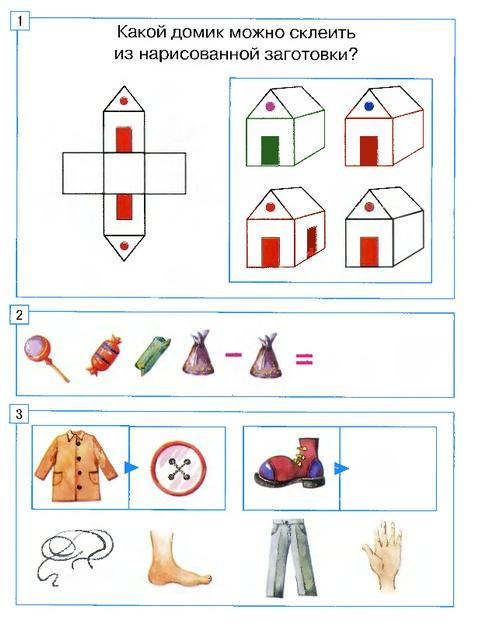 1
Какой домик можно склеить
из нарисованной заготовки?
2
– =
3